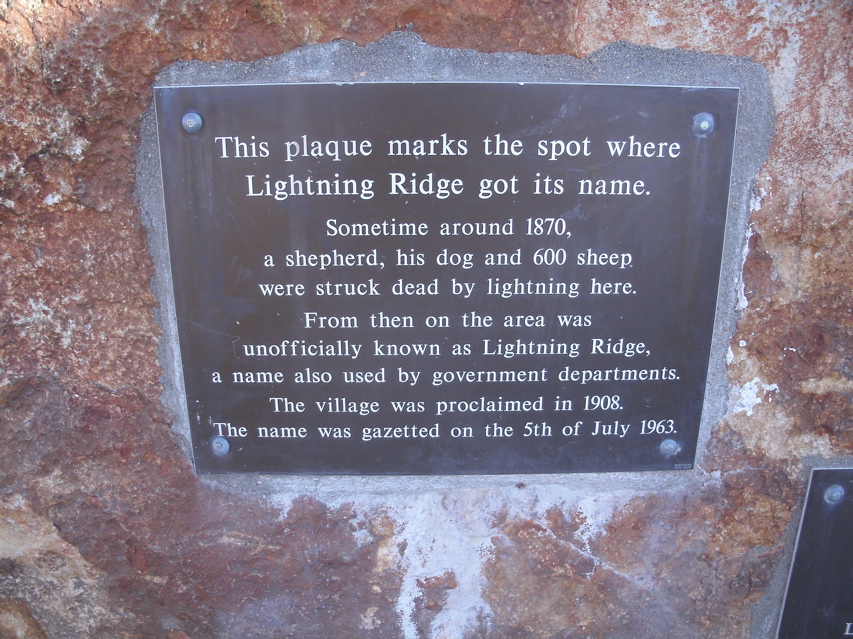 This plaque marks the spot where
Lightning Ridge got its name.
Sometime around 1870,
a shepherd, his dog and 600 sheep
were struck dead by lightning here.
From then on the area was
unofficially known as Lightning Ridge,
a name also used by government departments.
The village was proclaimed in 1908.
The name was gazetted on the 5th of July 1963.